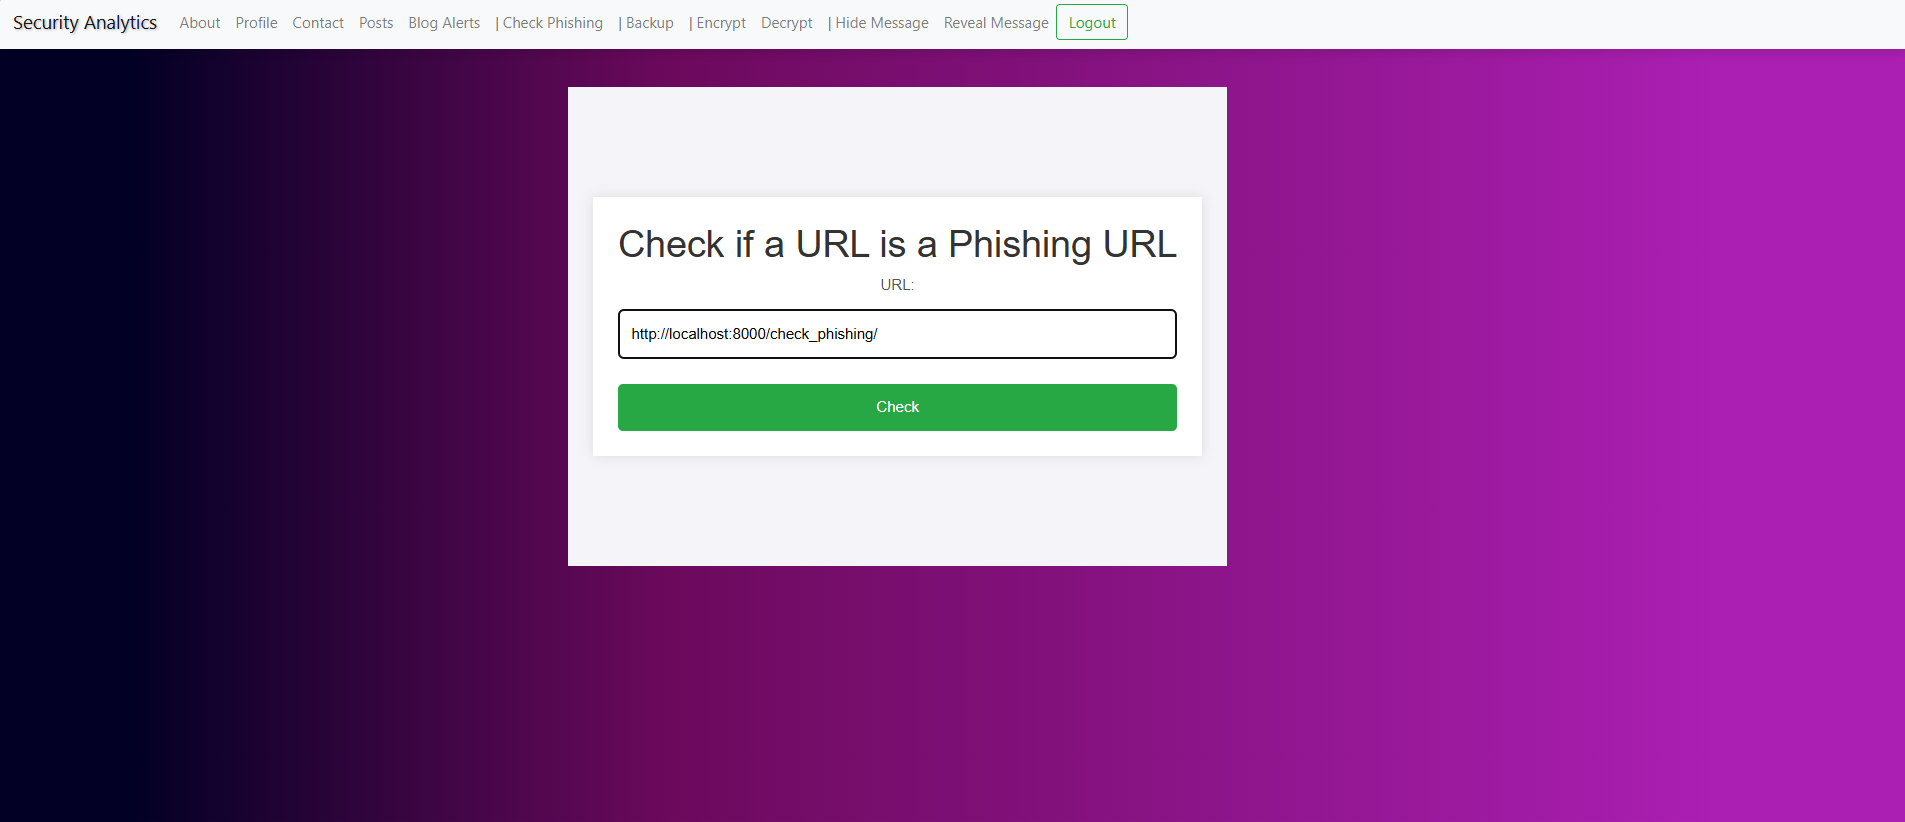 Security Analytics About Profile Contact Posts Blog Alerts | Check Phishing | Backup | Encrypt Decrypt | Hide Message Reveal Message Logout
Check if a URL is a Phishing URL
URL:
http://localhost:8000/check_phishing/
Check